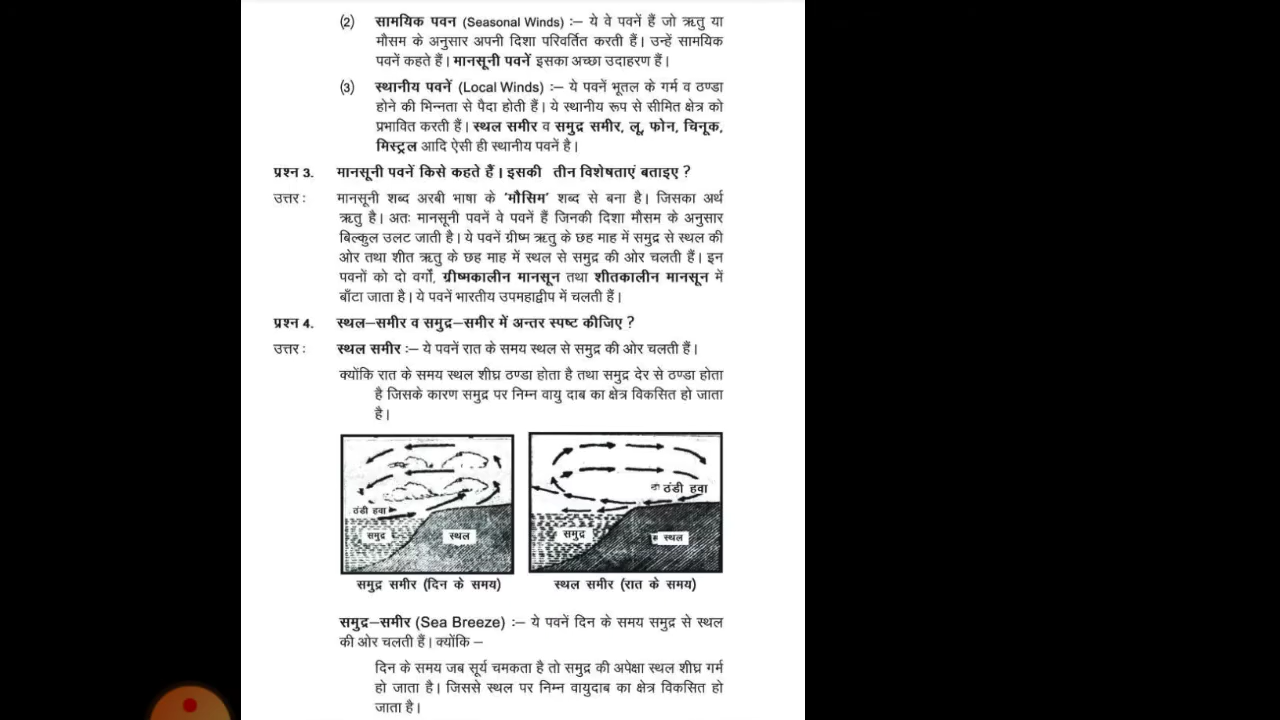 (2) सामयिक पवन (Seasonal Winds) :– ये वे पवनें हैं जो ऋतु या
मौसम के अनुसार अपनी दिशा परिवर्तित करती हैं। उन्हें सामयिक
पवनें कहते हैं। मानसूनी पवनें इसका अच्छा उदाहरण हैं।
(3) स्थानीय पवनें (Local Winds) :– ये पवनें भूतल के गर्म व ठण्डा
होने की भिन्नता से पैदा होती हैं। ये स्थानीय रूप से सीमित क्षेत्र को
प्रभावित करती हैं। स्थल समीर व समुद्र समीर, लू, फोन, चिनूक,
मिस्ट्रल आदि ऐसी ही स्थानीय पवनें है।
प्रश्न 3. मानसूनी पवनें किसे कहते हैं। इसकी तीन विशेषताएं बताइए ?
उत्तर : मानसूनी शब्द अरबी भाषा के 'मौसिम' शब्द से बना है। जिसका अर्थ
ऋतु है। अतः मानसूनी पवनें वे पवनें हैं जिनकी दिशा मौसम के अनुसार
बिल्कुल उलट जाती है। ये पवनें ग्रीष्म ऋतु के छह माह में समुद्र से स्थल की
ओर तथा शीत ऋतु के छह माह में स्थल से समुद्र की ओर चलती हैं। इन
पवनों को दो वर्गों, ग्रीष्मकालीन मानसून तथा शीतकालीन मानसून में
बाँटा जाता है। ये पवनें भारतीय उपमहाद्वीप में चलती हैं।
प्रश्न 4. स्थल–समीर व समुद्र–समीर में अन्तर स्पष्ट कीजिए ?
उत्तर : स्थल समीर :– ये पवनें रात के समय स्थल से समुद्र की ओर चलती हैं।
क्योंकि रात के समय स्थल शीघ्र ठण्डा होता है तथा समुद्र देर से ठण्डा होता
है जिसके कारण समुद्र पर निम्न वायु दाब का क्षेत्र विकसित हो जाता
है।
ठंडी हवा
समुद्र
स्थल
समुद्र समीर (दिन के समय)
ठंडी हवा
समुद्र
स्थल
स्थल समीर (रात के समय)
समुद्र–समीर (Sea Breeze) :– ये पवनें दिन के समय समुद्र से स्थल
की ओर चलती हैं। क्योंकि –
दिन के समय जब सूर्य चमकता है तो समुद्र की अपेक्षा स्थल शीघ्र गर्म
हो जाता है। जिससे स्थल पर निम्न वायुदाब का क्षेत्र विकसित हो
जाता है।